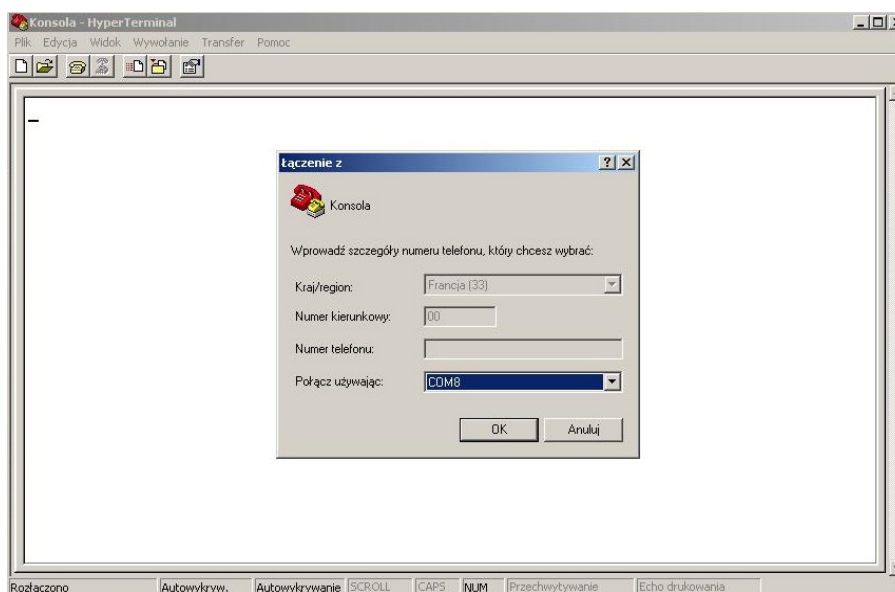 Konsola - HyperTerminal
Plik Edycja Widok Wywołanie Transfer Pomoc
Łączenie z
Konsola
Wprowadź szczegóły numeru telefonu, który chcesz wybrać:
Kraj/region: Francja (33)
Numer kierunkowy: 00
Numer telefonu:
Połącz używając: COM8
OK Anuluj
Rozłączono Autowykryw. Autowykrywanie SCROLL CAPS NUM Przechwytywanie Echo drukowania